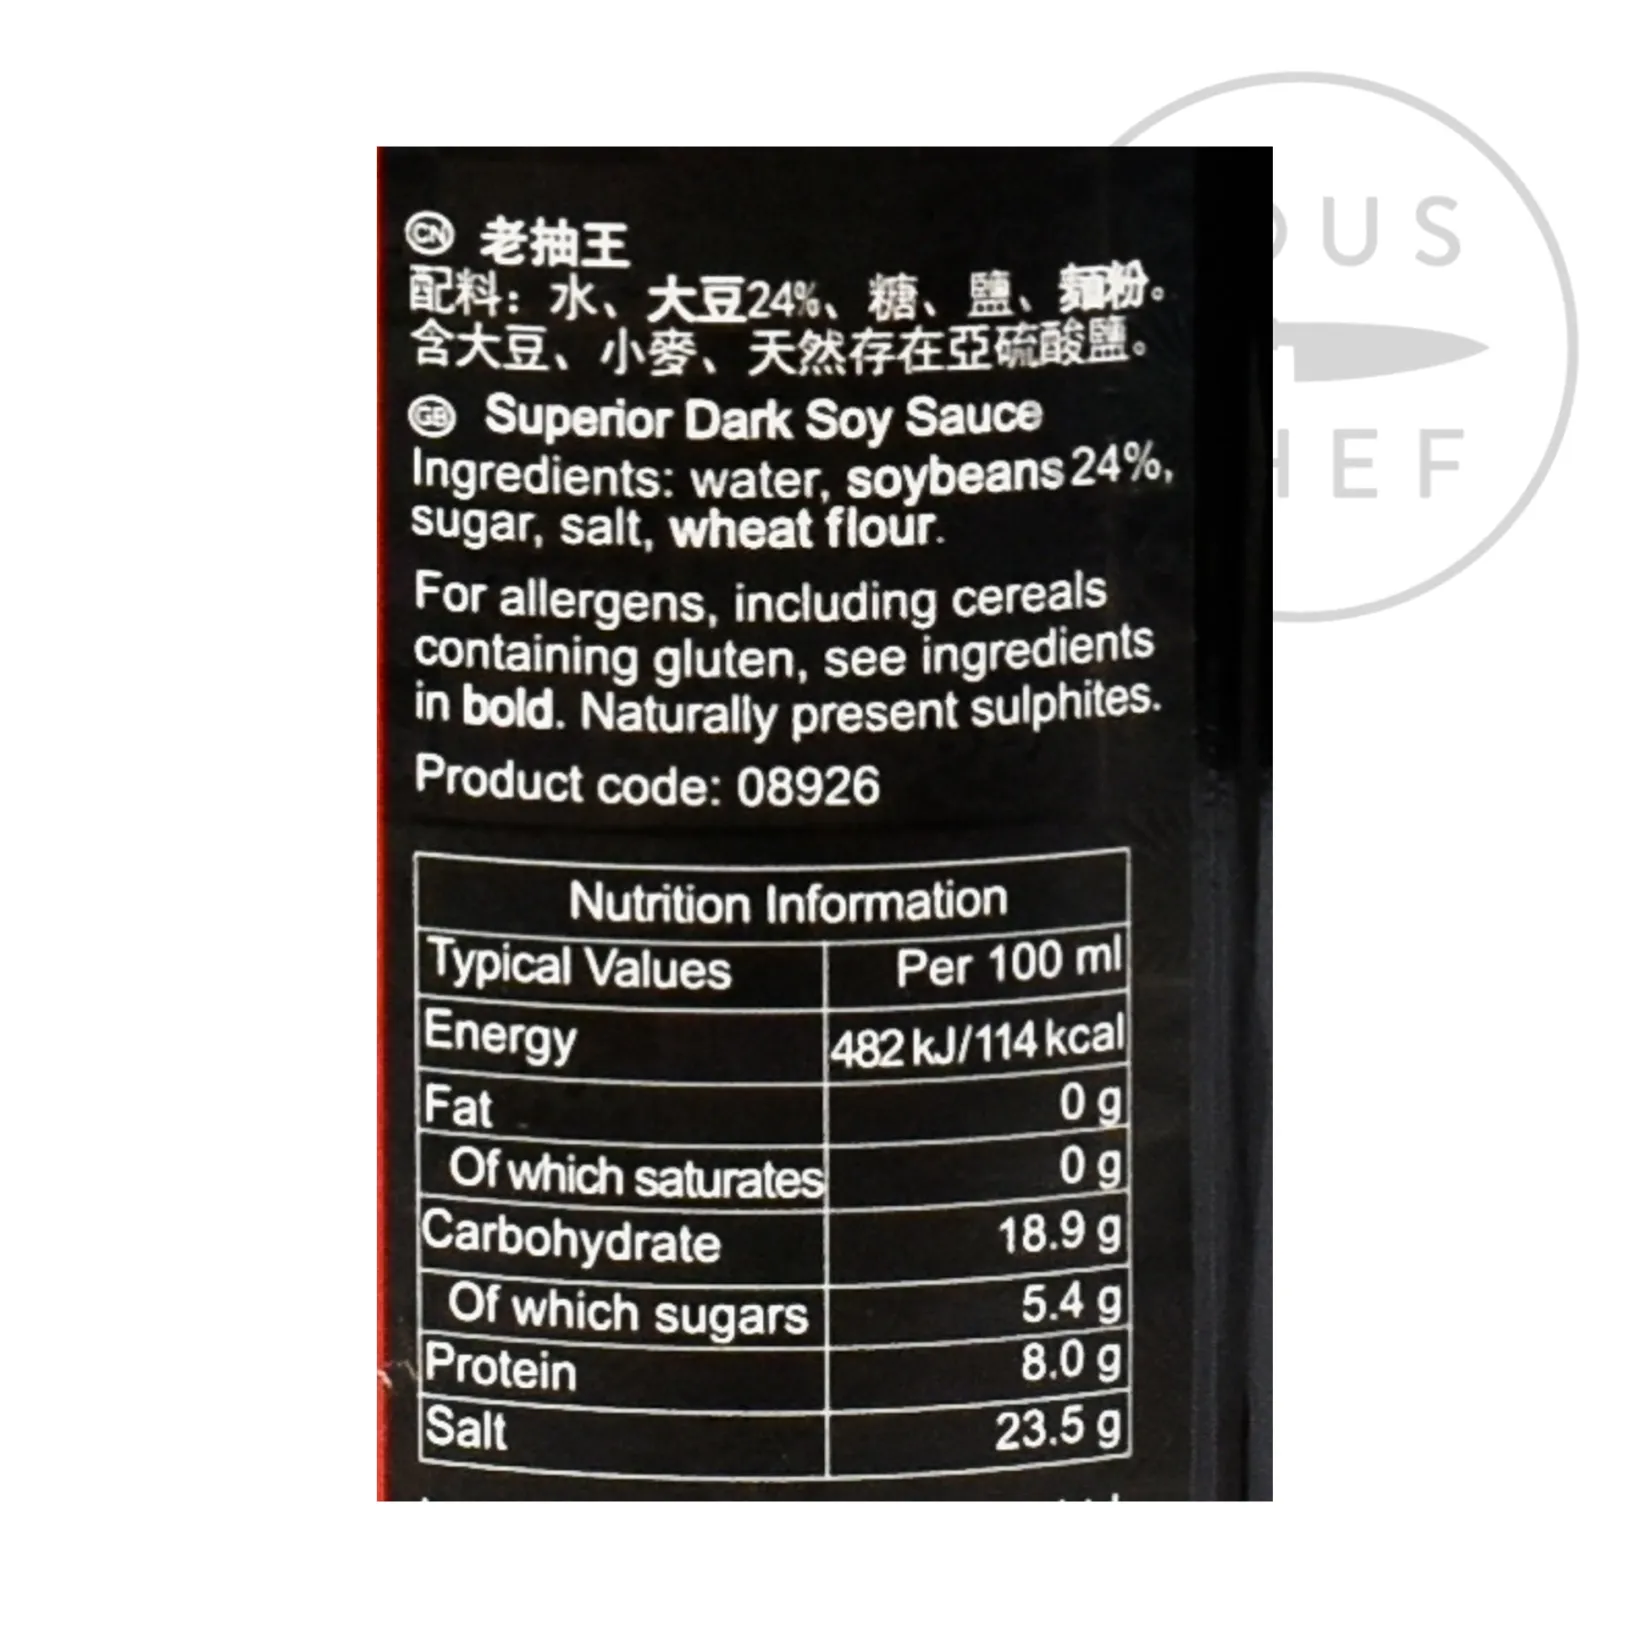 CN 老抽王
配料：水、大豆24%、糖、鹽、麵粉。
含大豆、小麥、天然存在亞硫酸鹽。
GB Superior Dark Soy Sauce
Ingredients: water, soybeans 24%,
sugar, salt, wheat flour.
For allergens, including cereals
containing gluten, see ingredients
in bold. Naturally present sulphites.
Product code: 08926
Nutrition Information
Typical Values Per 100 ml
Energy 482 kJ/114 kcal
Fat 0 g
Of which saturates 0 g
Carbohydrate 18.9 g
Of which sugars 5.4 g
Protein 8.0 g
Salt 23.5 g